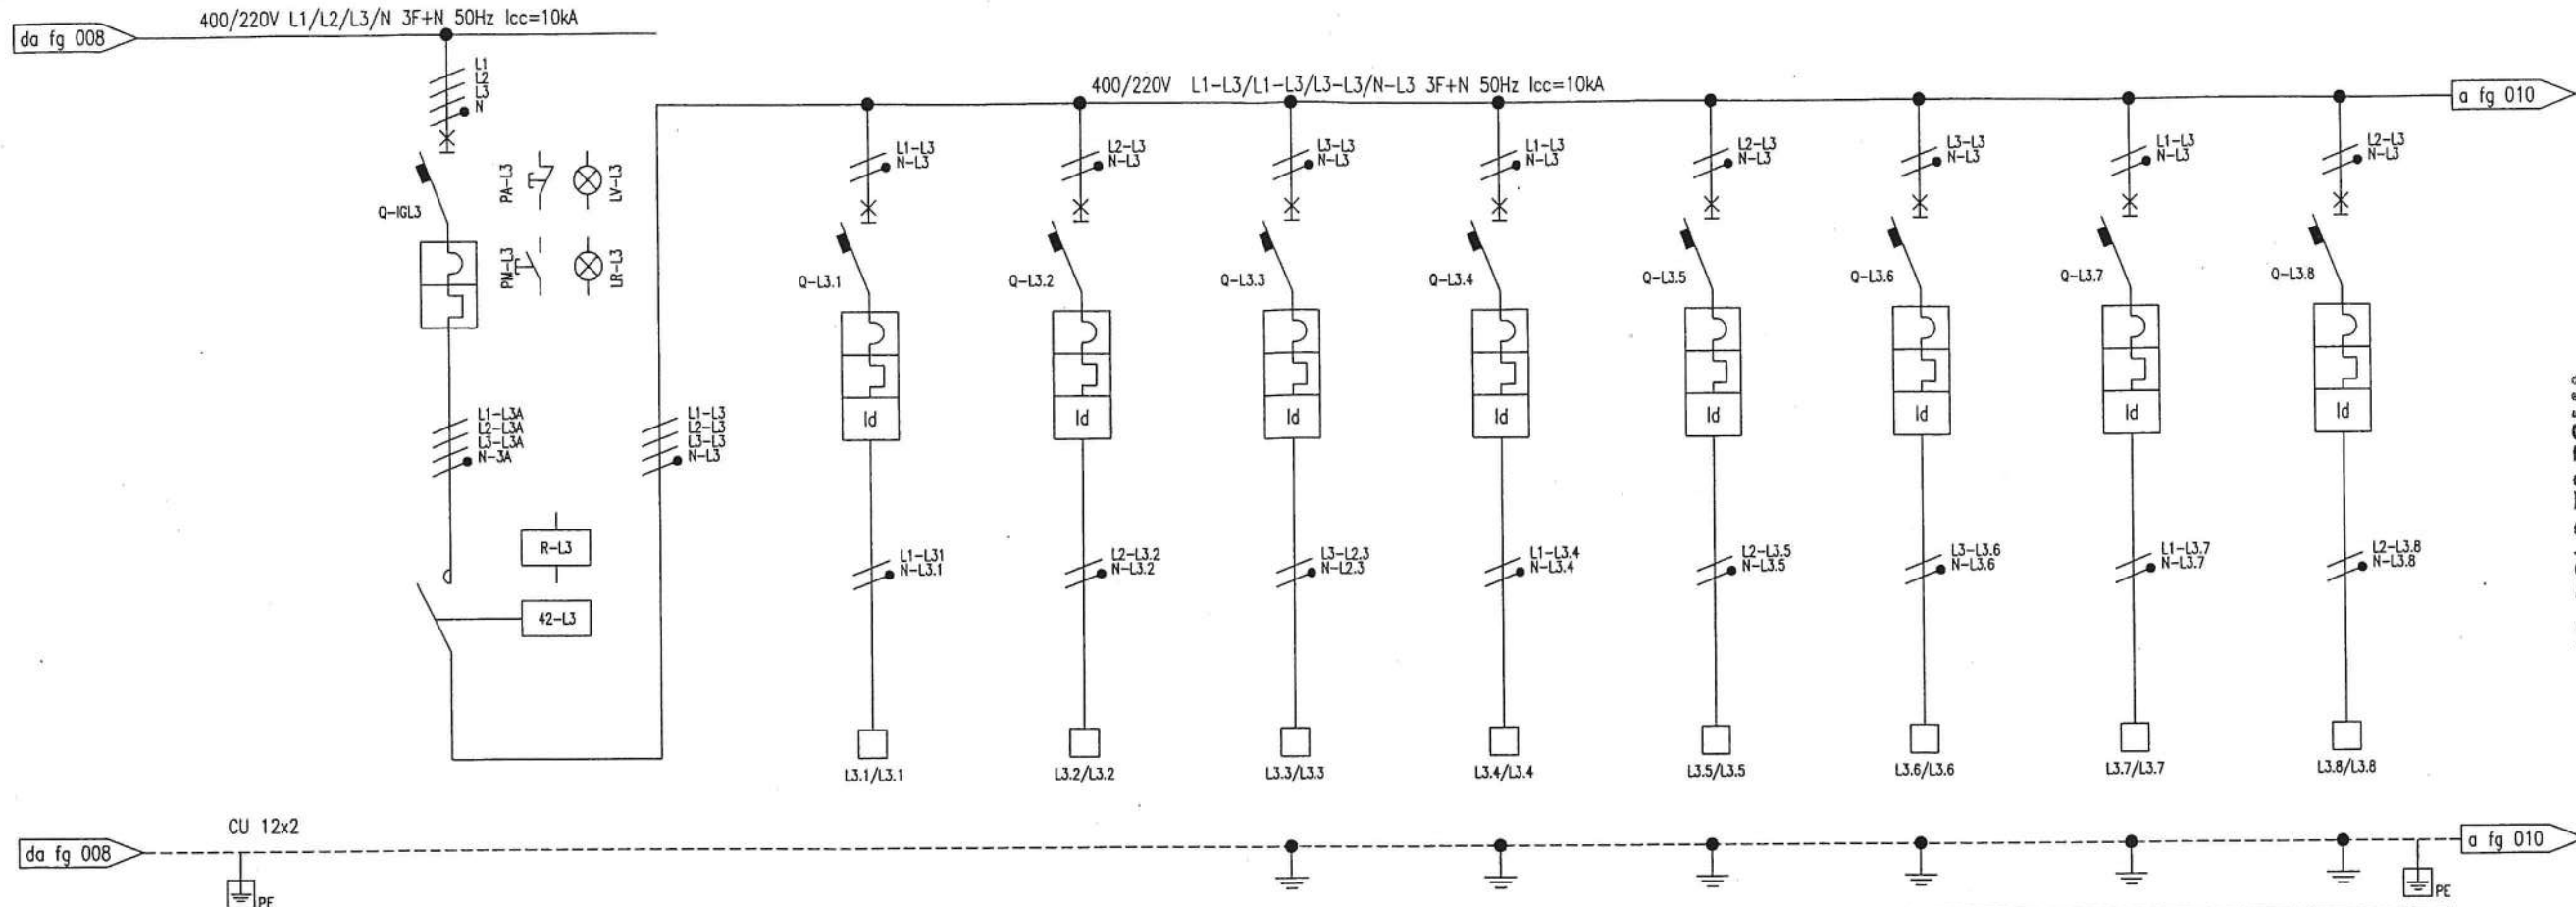 400/220V L1/L2/L3/N 3F+N 50Hz Icc=10kA
da fg 008
L1
L2
L3
N
400/220V L1-L3/L1-L3/L3-L3/N-L3 3F+N 50Hz Icc=10kA
a fg 010
L1-L3
N-L3
L2-L3
N-L3
L3-L3
N-L3
L1-L3
N-L3
L2-L3
N-L3
L3-L3
N-L3
L1-L3
N-L3
L2-L3
N-L3
Q-IGL3
PA-L3
LV-L3
PM-L3
LR-L3
Q-L3.1
Q-L3.2
Q-L3.3
Q-L3.4
Q-L3.5
Q-L3.6
Q-L3.7
Q-L3.8
Id
Id
Id
Id
Id
Id
Id
Id
L1-L3A
L2-L3A
L3-L3A
N-3A
L1-L3
L2-L3
L3-L3
N-L3
R-L3
42-L3
L1-L31
N-L3.1
L2-L3.2
N-L3.2
L3-L2.3
N-L2.3
L1-L3.4
N-L3.4
L2-L3.5
N-L3.5
L3-L3.6
N-L3.6
L1-L3.7
N-L3.7
L2-L3.8
N-L3.8
L3.1/L3.1
L3.2/L3.2
L3.3/L3.3
L3.4/L3.4
L3.5/L3.5
L3.6/L3.6
L3.7/L3.7
L3.8/L3.8
CU 12x2
da fg 008
a fg 010
PE
PE